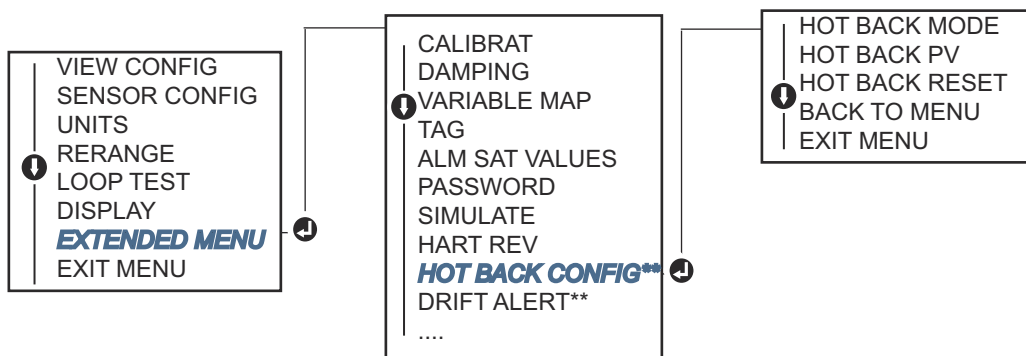 VIEW CONFIG
SENSOR CONFIG
UNITS
RERANGE
LOOP TEST
DISPLAY
EXTENDED MENU
EXIT MENU
CALIBRAT
DAMPING
VARIABLE MAP
TAG
ALM SAT VALUES
PASSWORD
SIMULATE
HART REV
HOT BACK CONFIG**
DRIFT ALERT**
....
HOT BACK MODE
HOT BACK PV
HOT BACK RESET
BACK TO MENU
EXIT MENU